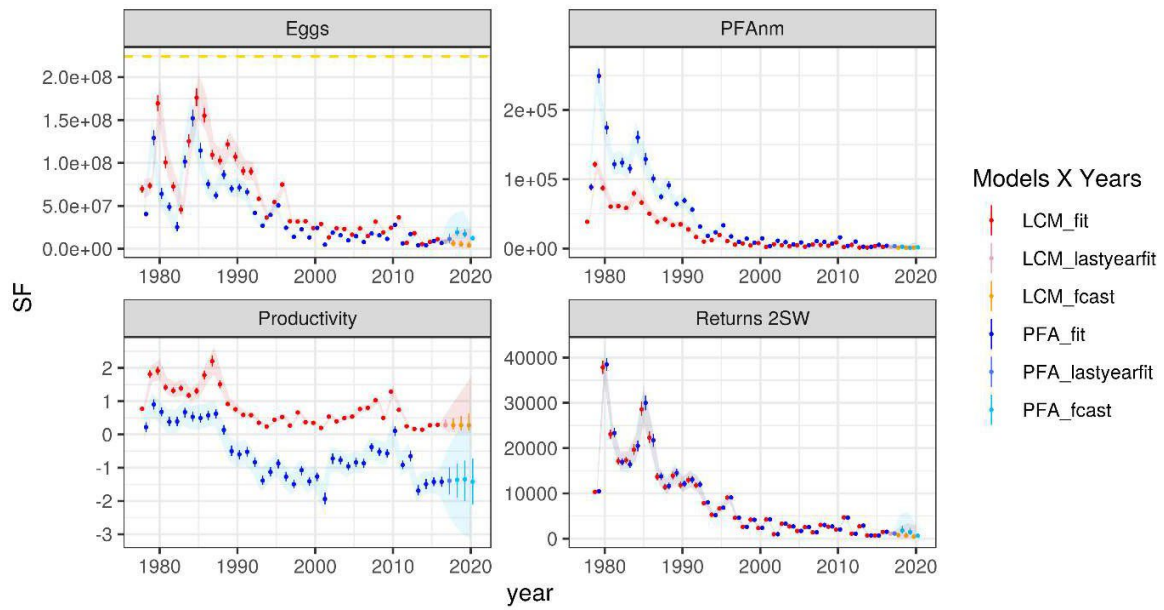 Eggs
PFAnm
2.0e+08
1.5e+08
1.0e+08
5.0e+07
0.0e+00
2e+05
1e+05
0e+00
1980 1990 2000 2010 2020
1980 1990 2000 2010 2020
SF
Productivity
Returns 2SW
2
1
0
-1
-2
-3
40000
30000
20000
10000
0
1980 1990 2000 2010 2020
1980 1990 2000 2010 2020
year
Models X Years
LCM_fit
LCM_lastyearfit
LCM_fcast
PFA_fit
PFA_lastyearfit
PFA_fcast